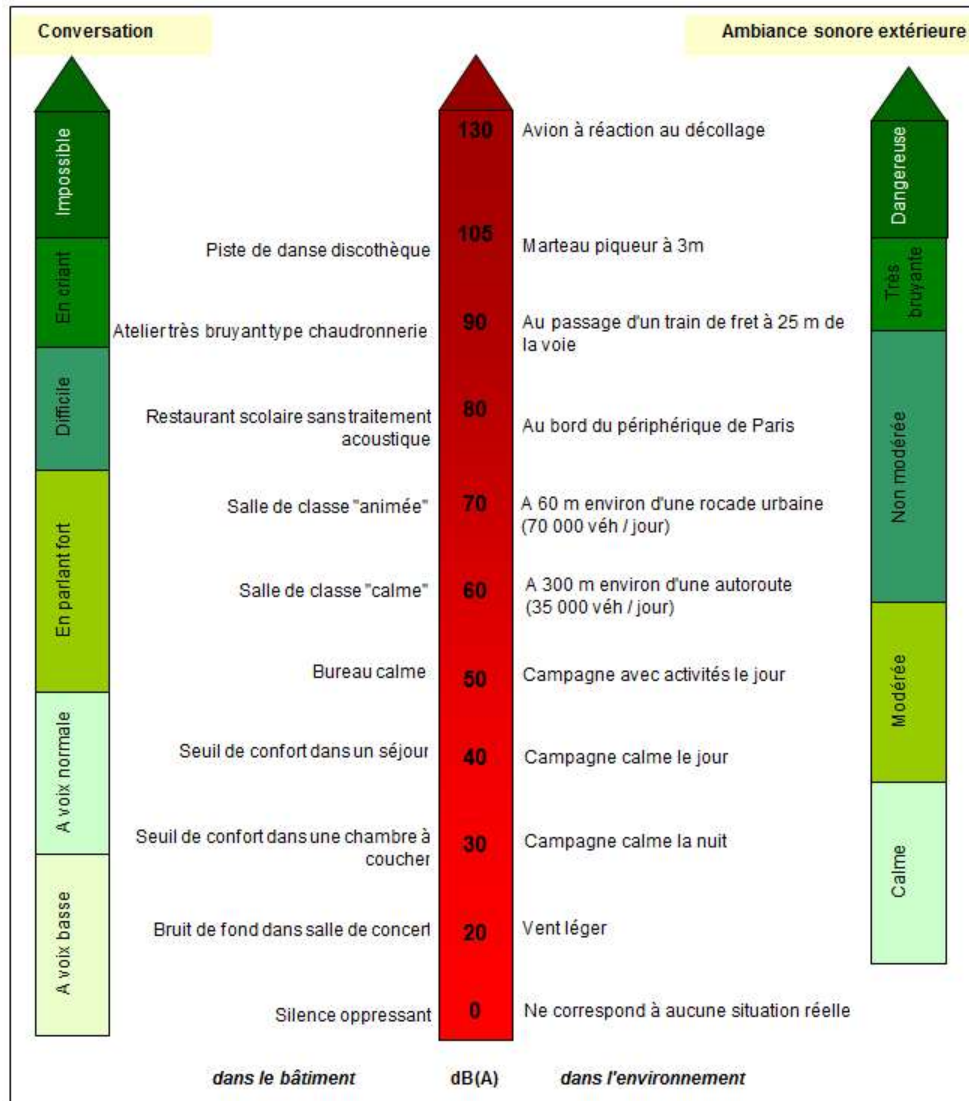 Conversation
Ambiance sonore extérieure
Impossible
130
Avion à réaction au décollage
Dangereuse
Piste de danse discothèque
105
Marteau piqueur à 3m
En criant
Très
bruyante
Atelier très bruyant type chaudronnerie
90
Au passage d'un train de fret à 25 m de
la voie
Difficile
Restaurant scolaire sans traitement
acoustique
80
Au bord du périphérique de Paris
Non modérée
Salle de classe "animée"
70
A 60 m environ d'une rocade urbaine
(70 000 véh / jour)
En parlant fort
Salle de classe "calme"
60
A 300 m environ d'une autoroute
(35 000 véh / jour)
Bureau calme
50
Campagne avec activités le jour
Modérée
A voix normale
Seuil de confort dans un séjour
40
Campagne calme le jour
Seuil de confort dans une chambre à
coucher
30
Campagne calme la nuit
Calme
A voix basse
Bruit de fond dans salle de concert
20
Vent léger
Silence oppressant
0
Ne correspond à aucune situation réelle
dans le bâtiment
dB(A)
dans l'environnement